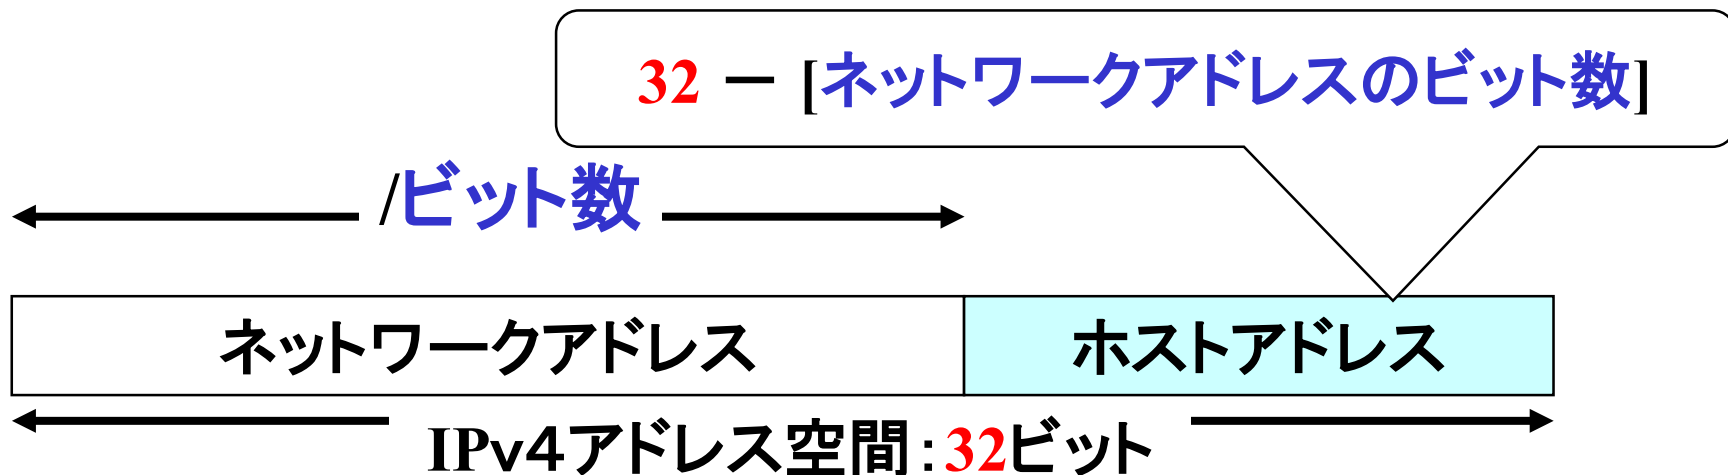 32 － [ネットワークアドレスのビット数]
/ビット数
ネットワークアドレス
ホストアドレス
IPv4アドレス空間：32ビット